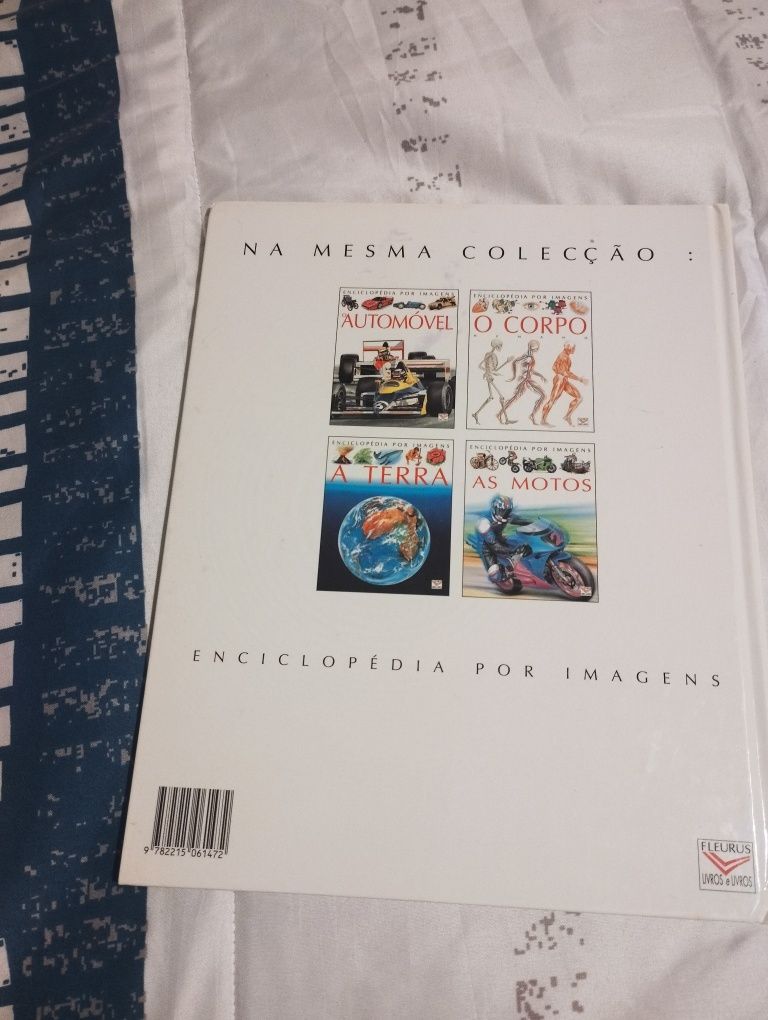 NA MESMA COLECÇÃO :
ENCICLOPÉDIA POR IMAGENS
O AUTOMÓVEL
ENCICLOPÉDIA POR IMAGENS
O CORPO
HUMANO
ENCICLOPÉDIA POR IMAGENS
A TERRA
ENCICLOPÉDIA POR IMAGENS
AS MOTOS
ENCICLOPÉDIA POR IMAGENS
9 782215 061472
FLEURUS
LIVROS e LIVROS